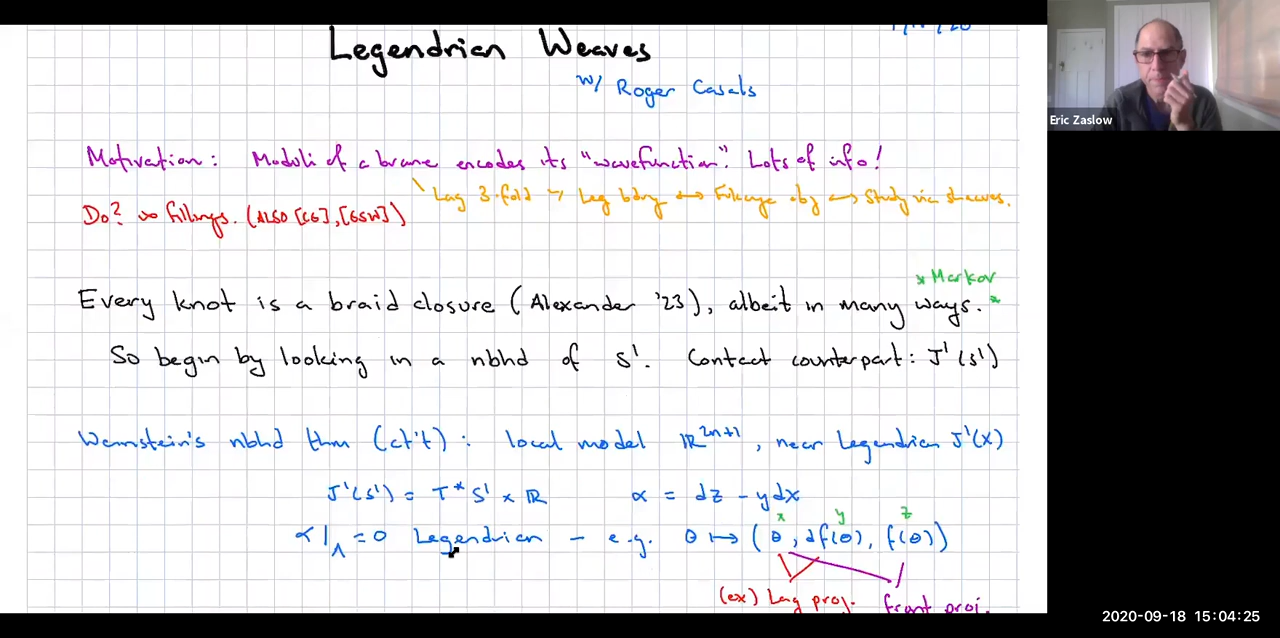 Legendrian Weaves
w/ Roger Casals
Eric Zaslow
Motivation: Moduli of a brane encodes its "wavefunction". Lots of info!
Lag 3-fold ↔ Leg bdry ↔ Fukaya obj ↔ Study via sheaves.
Do? ∞ fillings. (ALSO [CG], [GSW])
* Markov
Every knot is a braid closure (Alexander '23), albeit in many ways. *
So begin by looking in a nbhd of S¹. Contact counterpart: J¹(S¹)
Weinstein's nbhd thm (ct't): local model ℝ²ⁿ⁺¹, near Legendrian J¹(X)
J¹(S¹) = T*S¹ × ℝ α = dz - ydx
x y z
α|_Λ = 0 Legendrian - e.g. θ ↦ (θ, df(θ), f(θ))
(ex) Lag proj. front proj.
2020-09-18 15:04:25